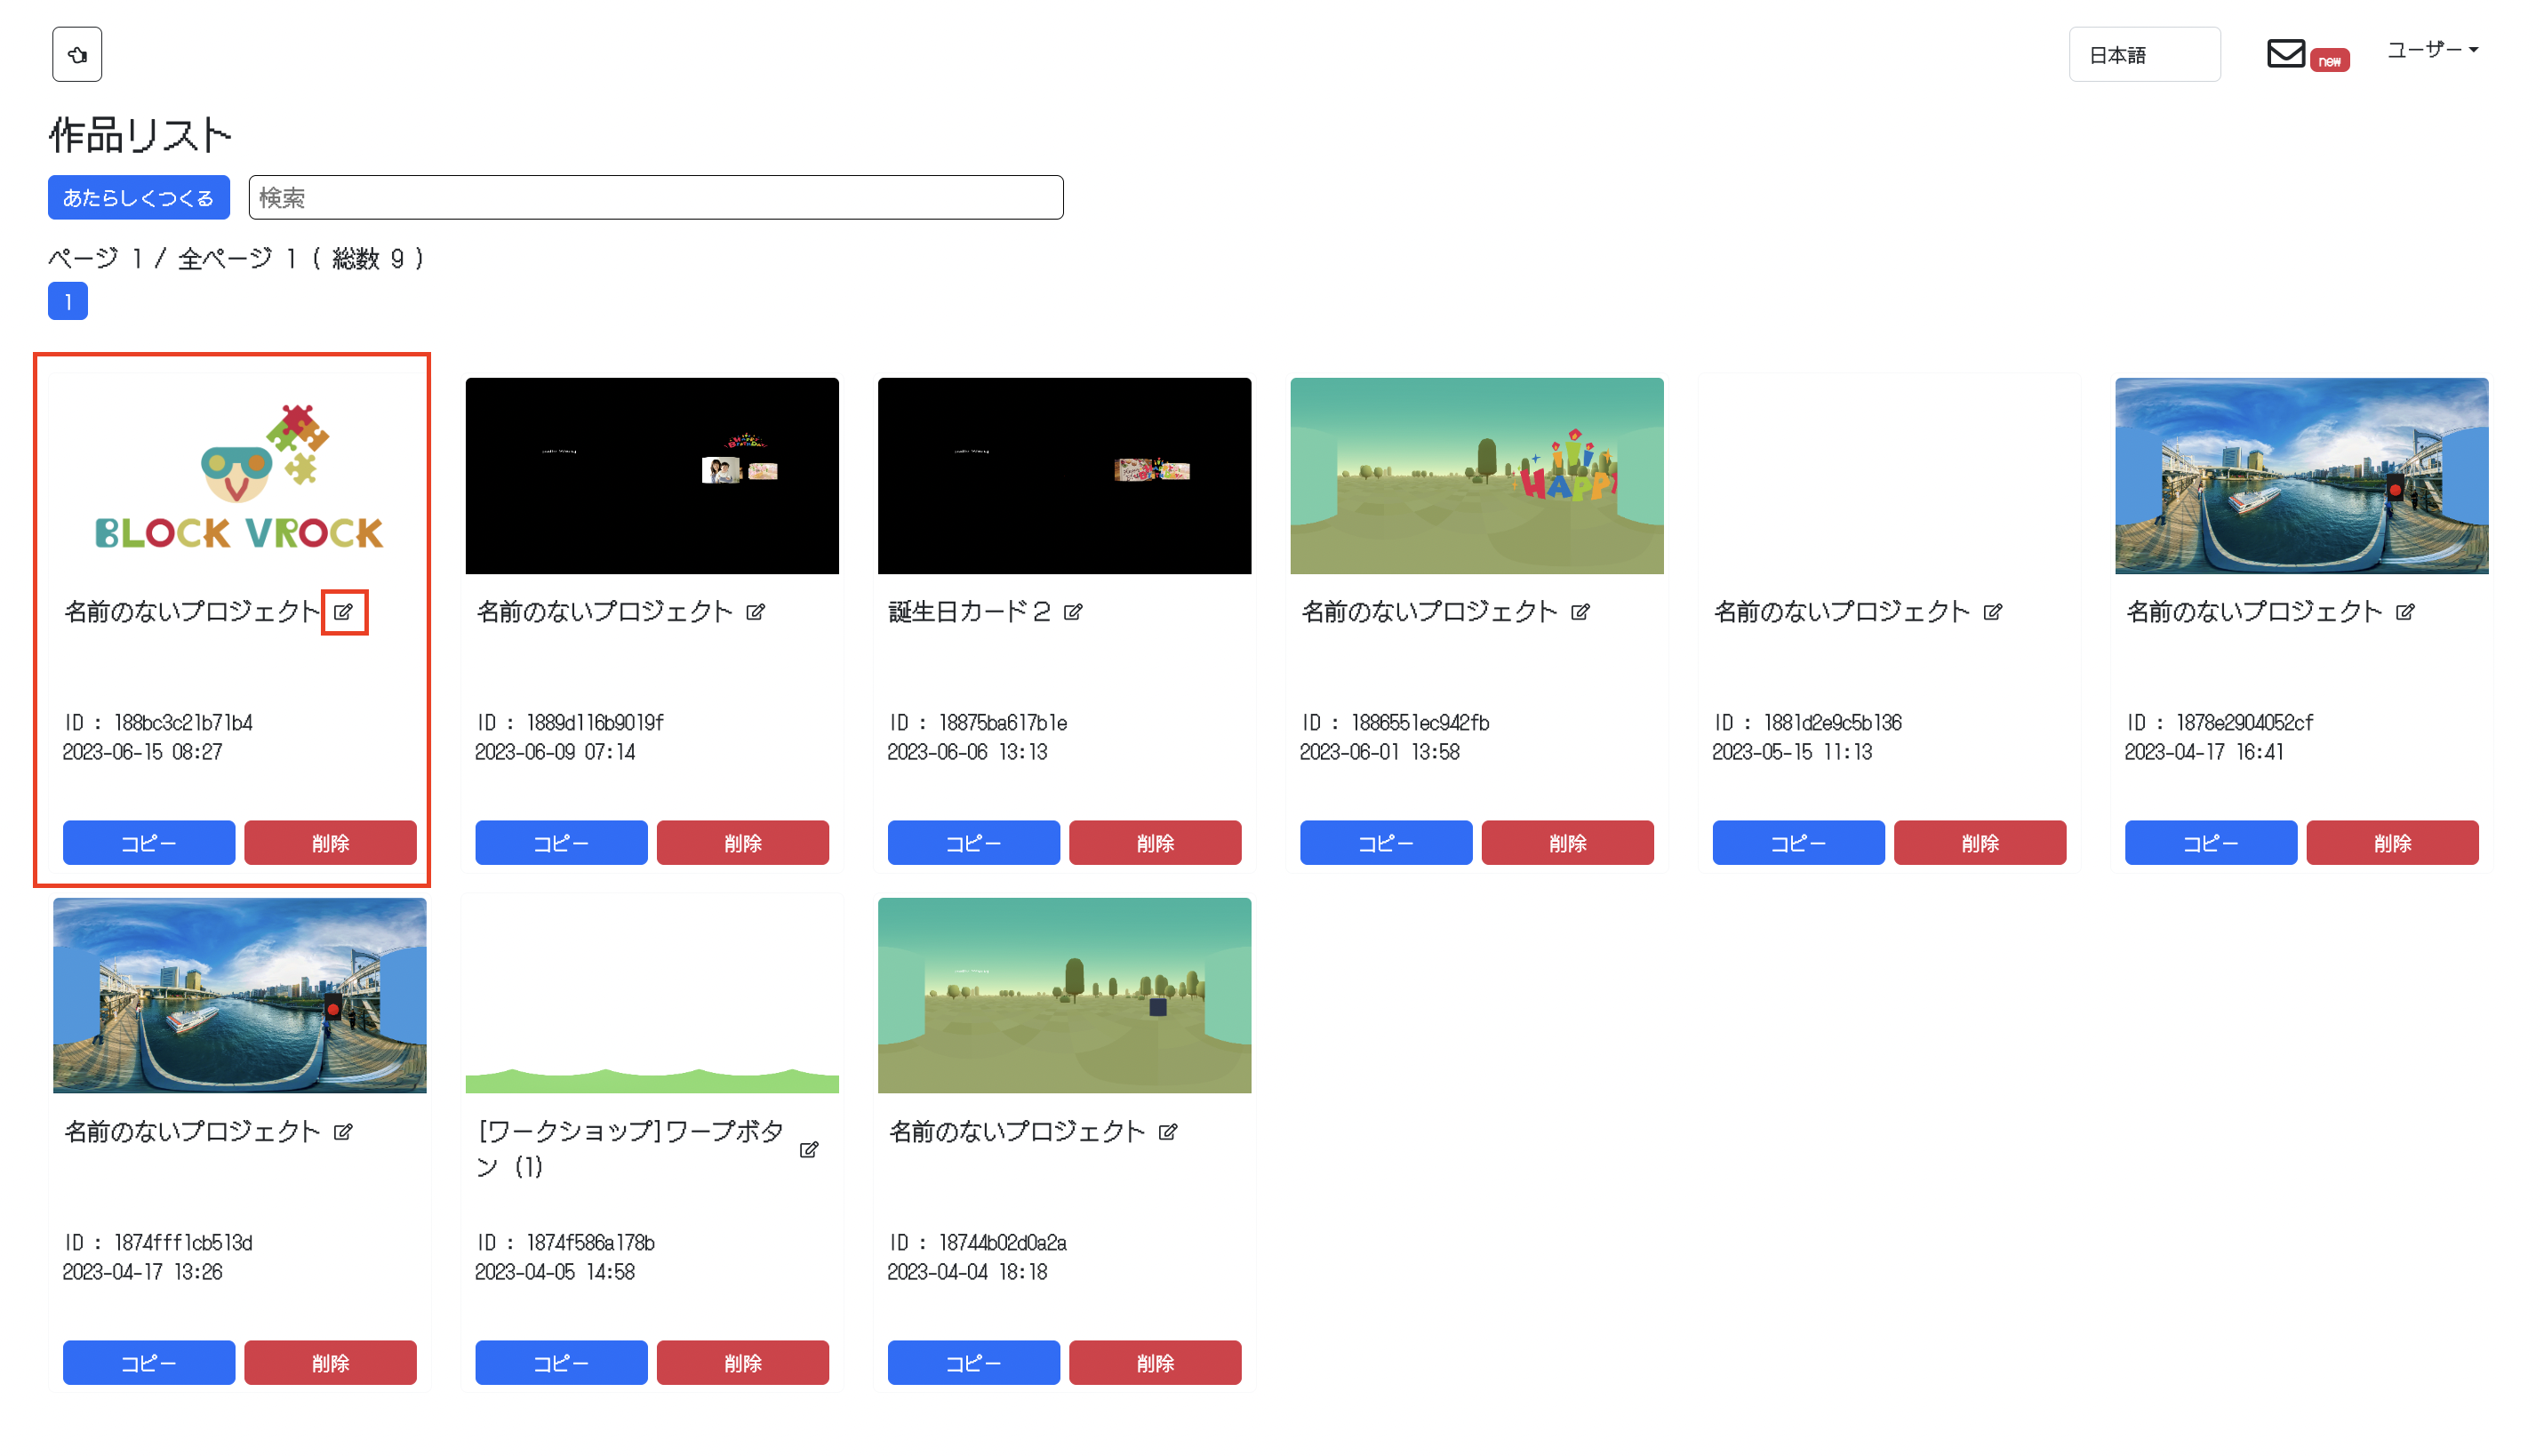 日本語
new
ユーザー
作品リスト
あたらしくつくる
検索
ページ 1 / 全ページ 1 ( 総数 9 )
1
BLOCK VROCK
名前のないプロジェクト
ID : 188bc3c21b71b4
2023-06-15 08:27
コピー
削除
名前のないプロジェクト
ID : 1889d116b9019f
2023-06-09 07:14
コピー
削除
誕生日カード2
ID : 18875ba617b1e
2023-06-06 13:13
コピー
削除
HAPP
名前のないプロジェクト
ID : 1886551ec942fb
2023-06-01 13:58
コピー
削除
名前のないプロジェクト
ID : 1881d2e9c5b136
2023-05-15 11:13
コピー
削除
名前のないプロジェクト
ID : 1878e2904052cf
2023-04-17 16:41
コピー
削除
名前のないプロジェクト
ID : 1874fff1cb513d
2023-04-17 13:26
コピー
削除
[ワークショップ]ワープボタ
ン (1)
ID : 1874f586a178b
2023-04-05 14:58
コピー
削除
名前のないプロジェクト
ID : 18744b02d0a2a
2023-04-04 18:18
コピー
削除